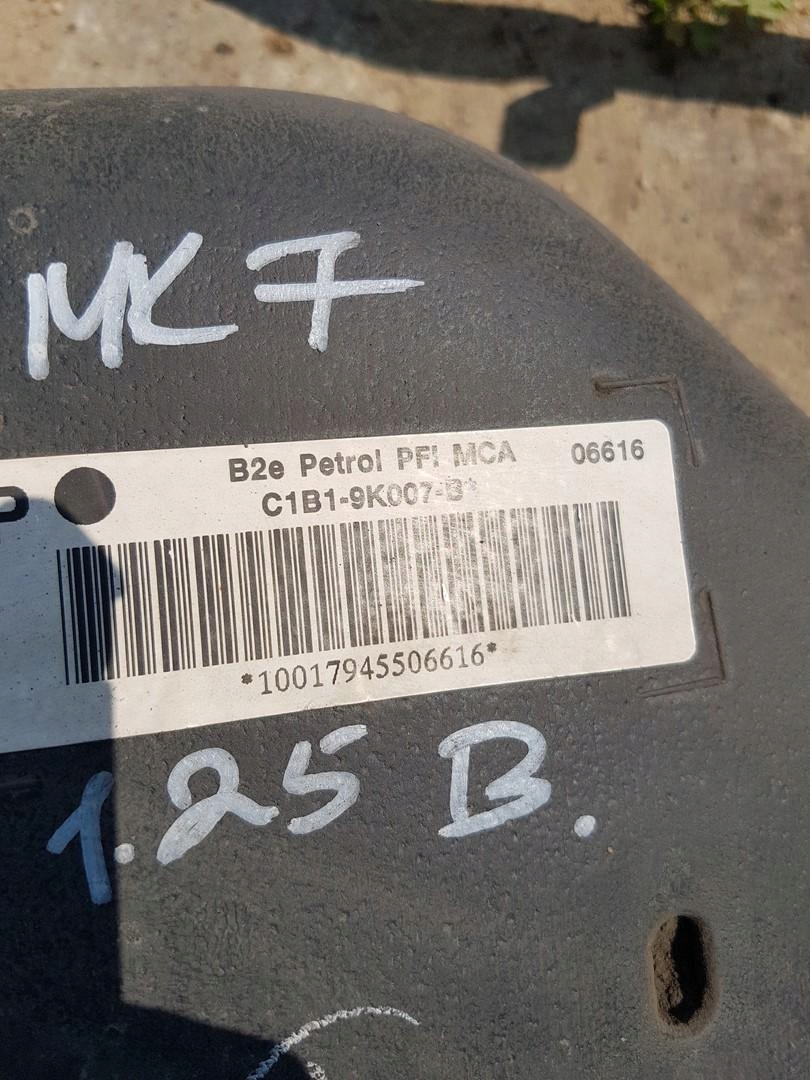 MK7
B2e Petrol PFI MCA 06616
C1B1-9K007-B*
*10017945506616*
1.25 B.